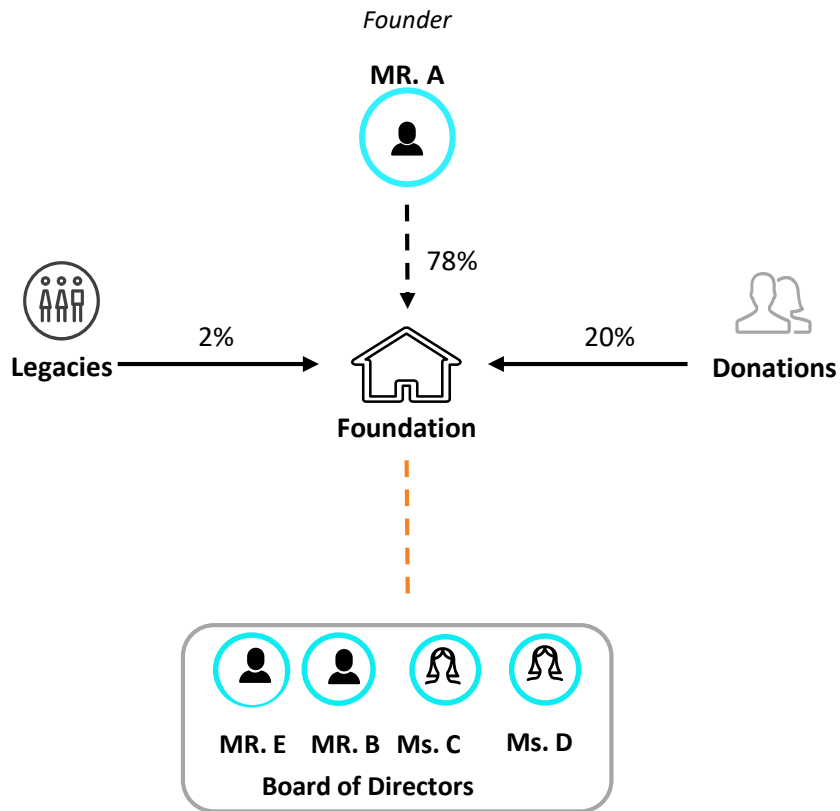 Founder
MR. A
78%
2%
20%
Legacies
Donations
Foundation
MR. E MR. B Ms. C Ms. D
Board of Directors